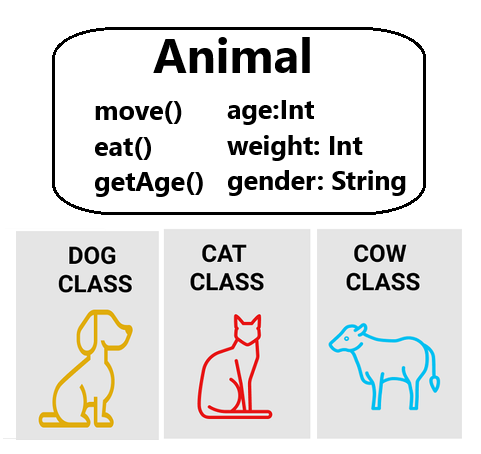 Animal
move() age:Int
eat() weight: Int
getAge() gender: String
DOG
CLASS
CAT
CLASS
COW
CLASS